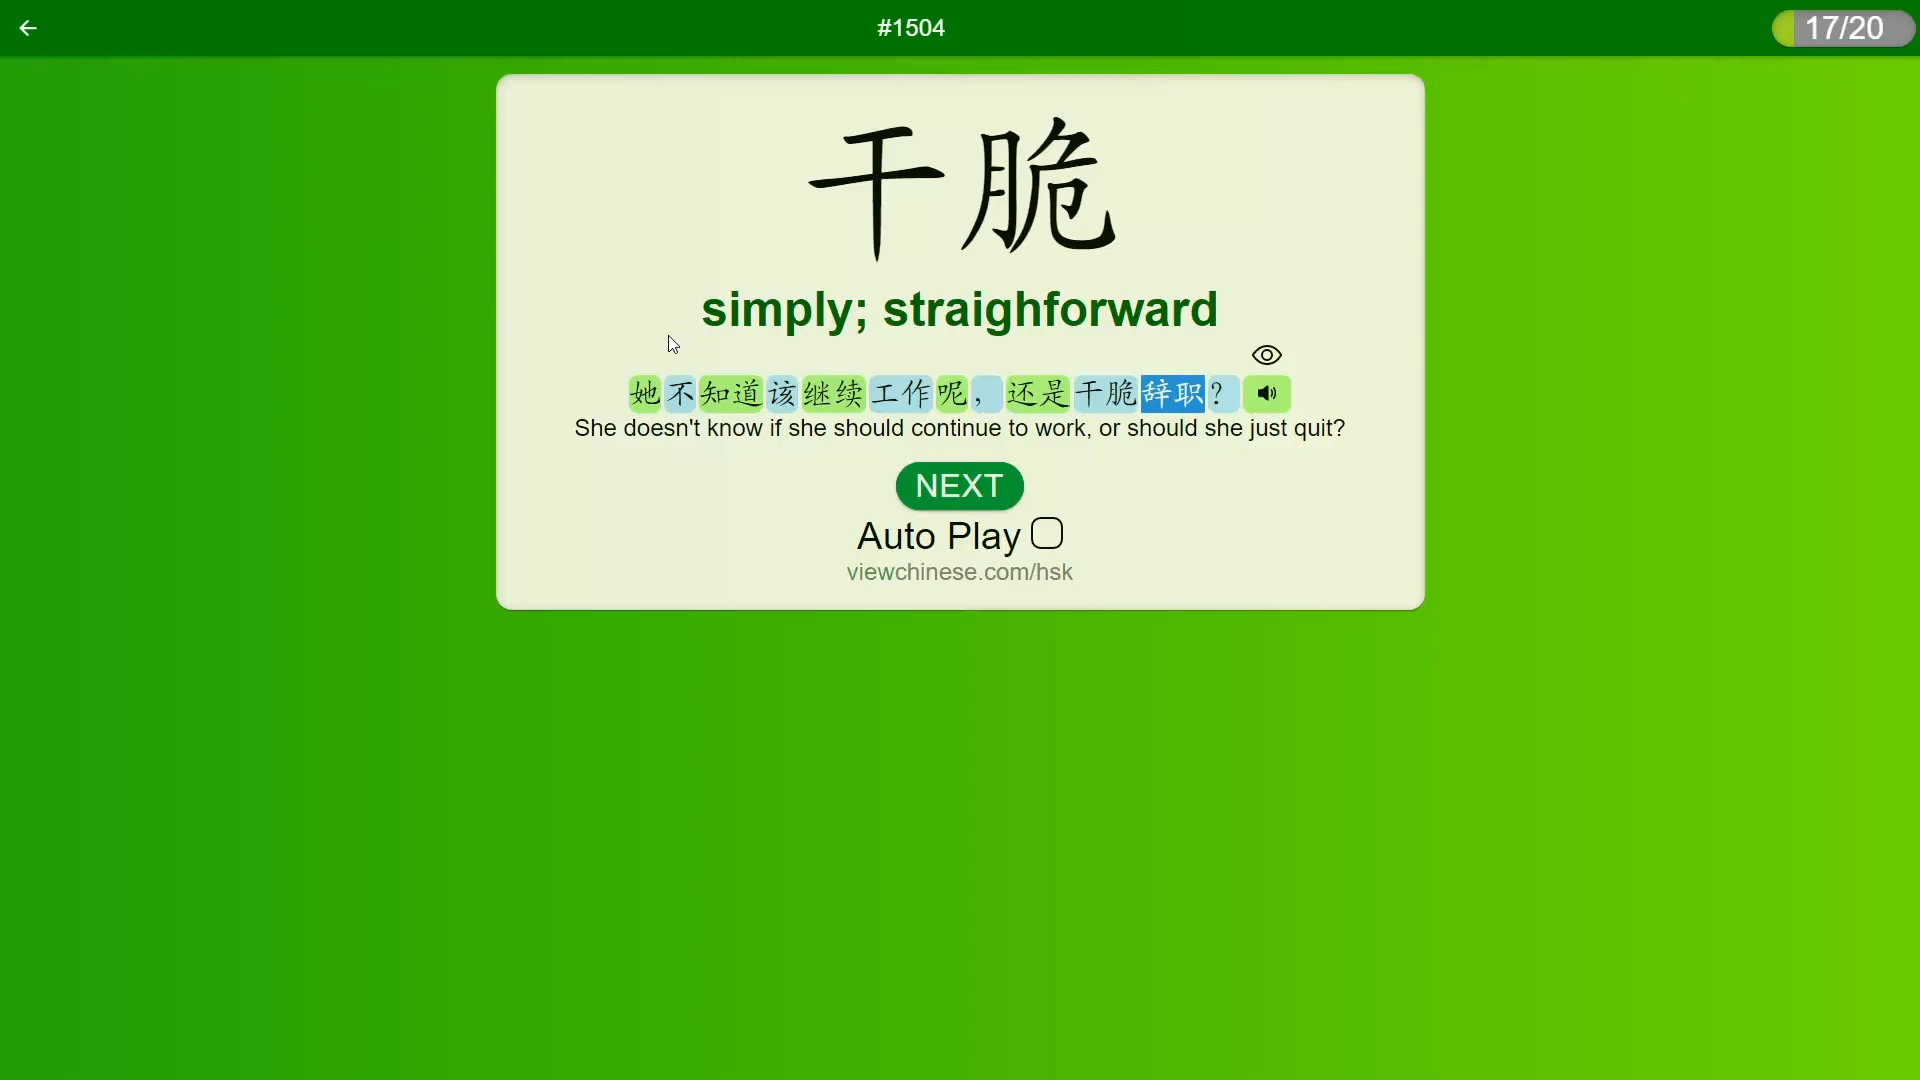 #1504
17/20
干脆
simply; straighforward
她不知道该继续工作呢，还是干脆辞职？
She doesn't know if she should continue to work, or should she just quit?
NEXT
Auto Play
viewchinese.com/hsk